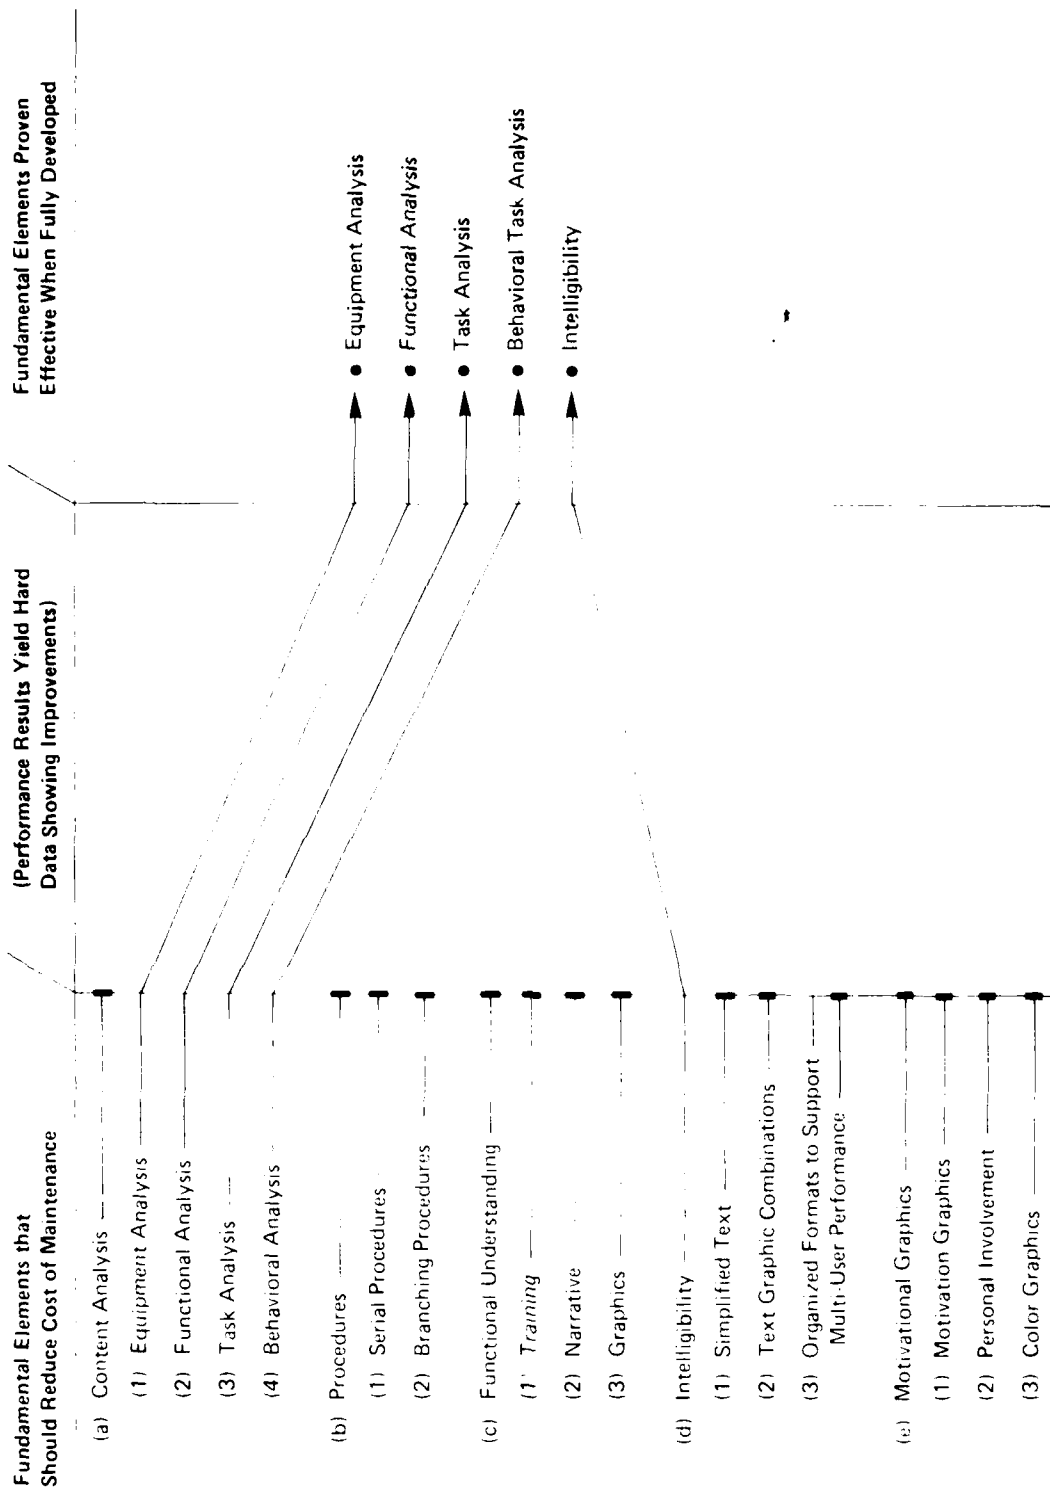 Fundamental Elements that
Should Reduce Cost of Maintenance
(Performance Results Yield Hard
Data Showing Improvements)
Fundamental Elements Proven
Effective When Fully Developed
(a) Content Analysis
(1) Equipment Analysis
(2) Functional Analysis
(3) Task Analysis
(4) Behavioral Analysis
(b) Procedures
(1) Serial Procedures
(2) Branching Procedures
(c) Functional Understanding
(1' Training
(2) Narrative
(3) Graphics
(d) Intelligibility
(1) Simplified Text
(2) Text Graphic Combinations
(3) Organized Formats to Support
Multi-User Performance
(e) Motivational Graphics
(1) Motivation Graphics
(2) Personal Involvement
(3) Color Graphics
● Equipment Analysis
● Functional Analysis
● Task Analysis
● Behavioral Task Analysis
● Intelligibility